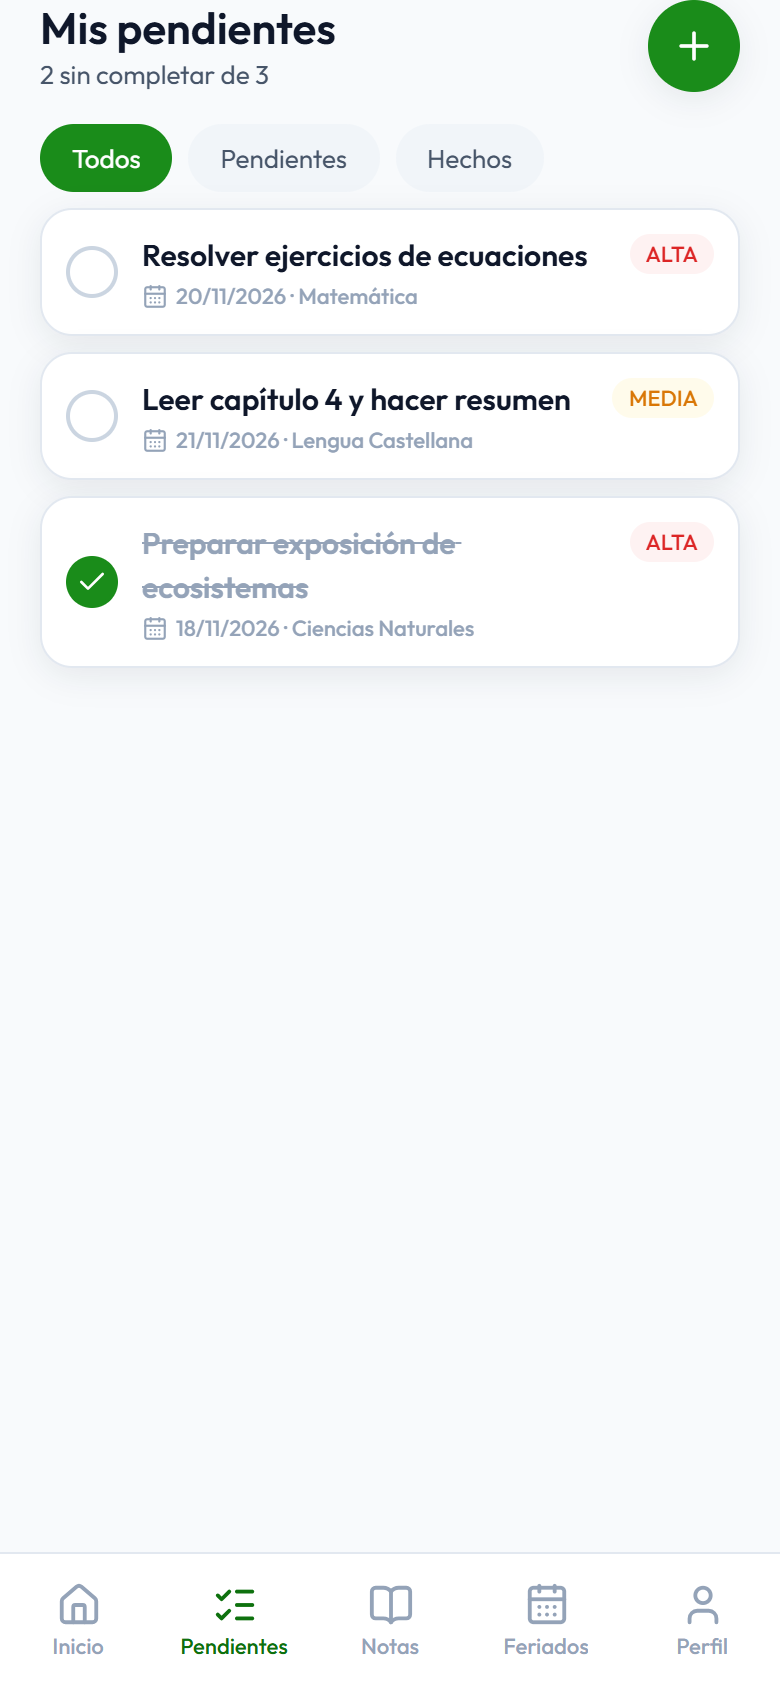 Mis pendientes
2 sin completar de 3
Todos
Pendientes
Hechos
Resolver ejercicios de ecuaciones
ALTA
20/11/2026 · Matemática
Leer capítulo 4 y hacer resumen
MEDIA
21/11/2026 · Lengua Castellana
Preparar exposición de
ecosistemas
ALTA
18/11/2026 · Ciencias Naturales
Inicio
Pendientes
Notas
Feriados
Perfil